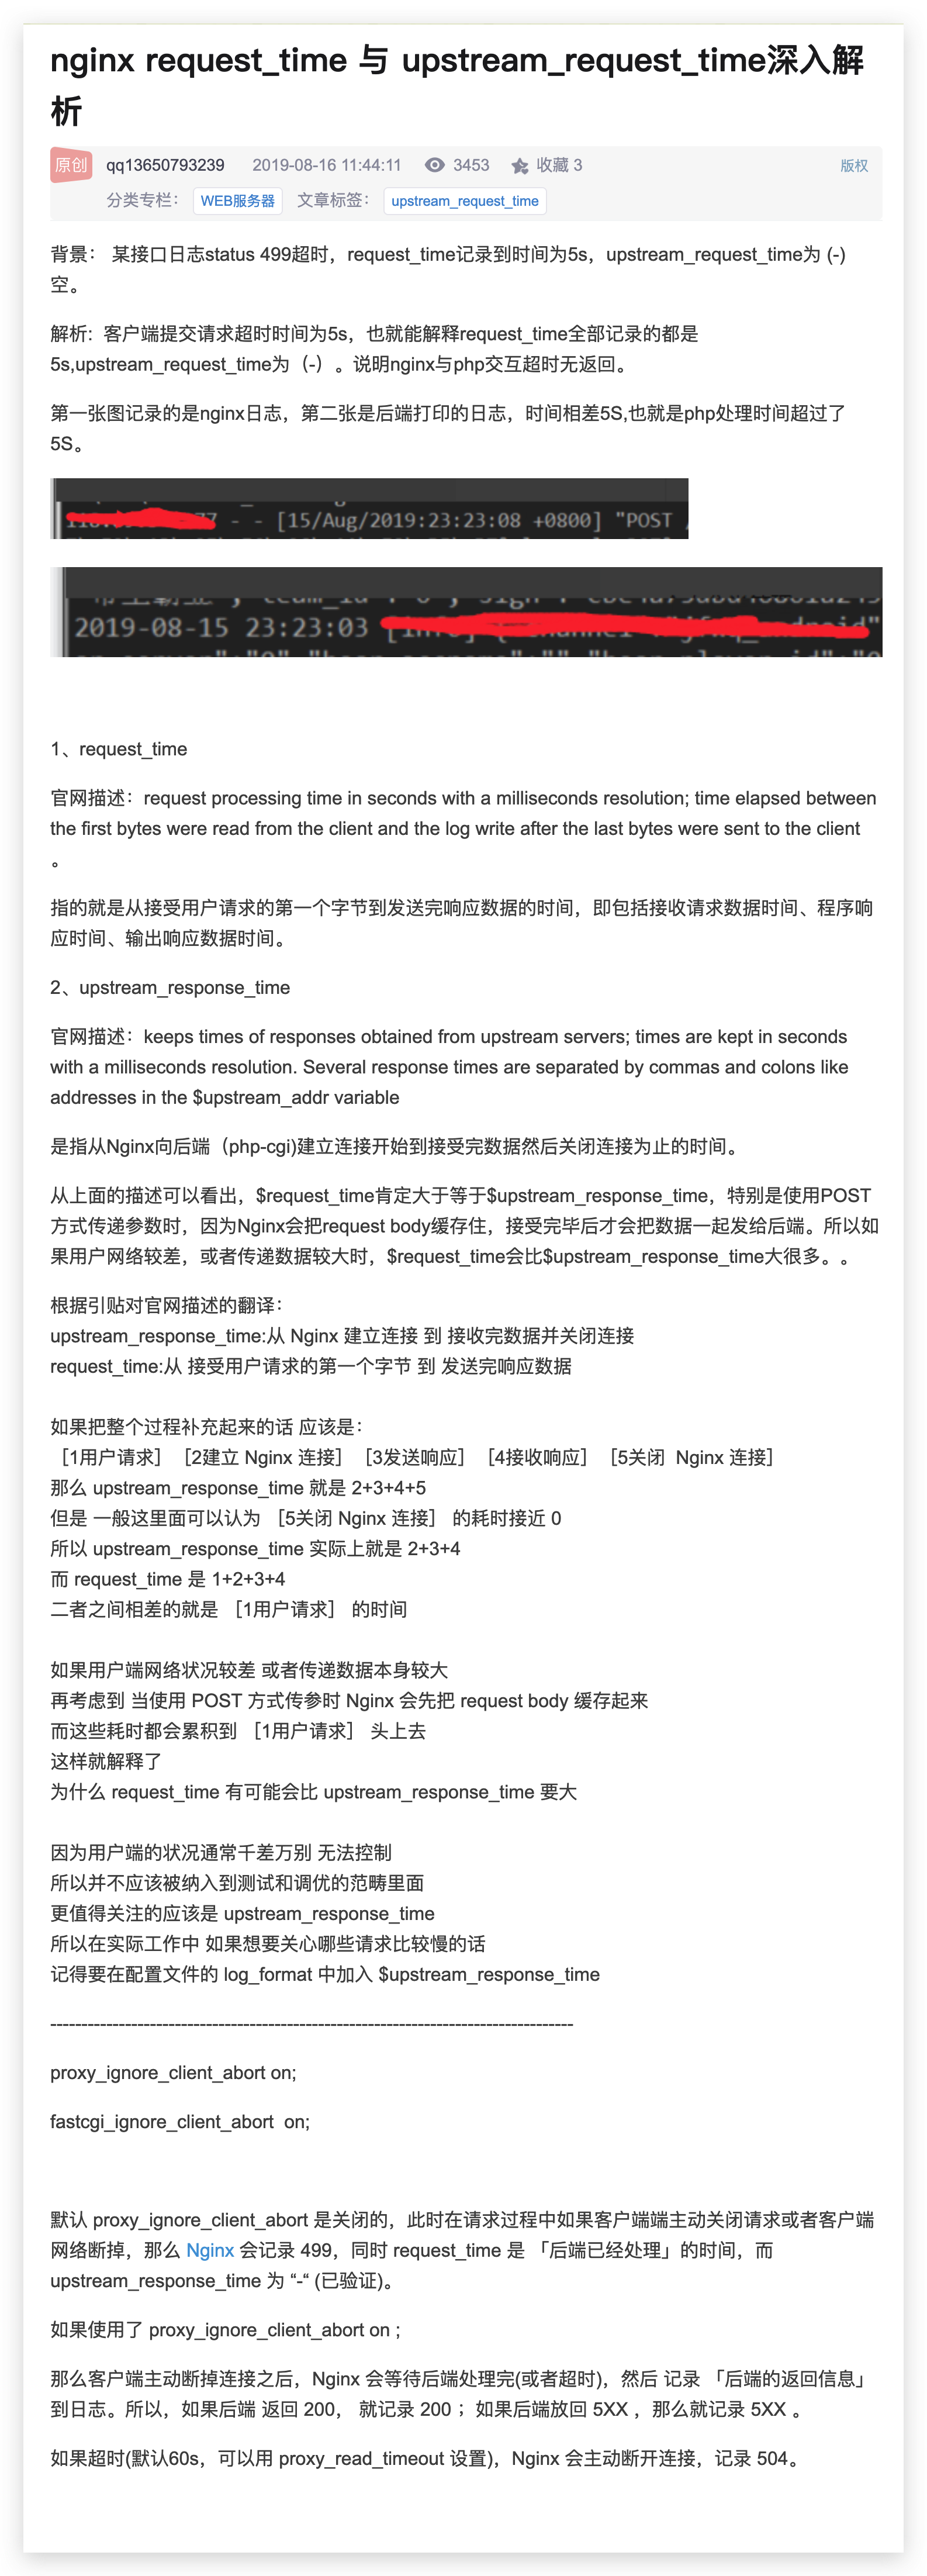 nginx request_time 与 upstream_request_time深入解
析
原创 qq13650793239 2019-08-16 11:44:11 3453 收藏 3 版权
分类专栏： WEB服务器 文章标签： upstream_request_time
背景： 某接口日志status 499超时，request_time记录到时间为5s，upstream_request_time为 (-)
空。
解析：客户端提交请求超时时间为5s，也就能解释request_time全部记录的都是
5s,upstream_request_time为（-）。说明nginx与php交互超时无返回。
第一张图记录的是nginx日志，第二张是后端打印的日志，时间相差5S,也就是php处理时间超过了
5S。
77 - - [15/Aug/2019:23:23:08 +0800] "POST
2019-08-15 23:23:03
1、request_time
官网描述：request processing time in seconds with a milliseconds resolution; time elapsed between
the first bytes were read from the client and the log write after the last bytes were sent to the client
。
指的就是从接受用户请求的第一个字节到发送完响应数据的时间，即包括接收请求数据时间、程序响
应时间、输出响应数据时间。
2、upstream_response_time
官网描述：keeps times of responses obtained from upstream servers; times are kept in seconds
with a milliseconds resolution. Several response times are separated by commas and colons like
addresses in the $upstream_addr variable
是指从Nginx向后端（php-cgi)建立连接开始到接受完数据然后关闭连接为止的时间。
从上面的描述可以看出，$request_time肯定大于等于$upstream_response_time，特别是使用POST
方式传递参数时，因为Nginx会把request body缓存住，接受完毕后才会把数据一起发给后端。所以如
果用户网络较差，或者传递数据较大时，$request_time会比$upstream_response_time大很多。。
根据引贴对官网描述的翻译：
upstream_response_time:从 Nginx 建立连接 到 接收完数据并关闭连接
request_time:从 接受用户请求的第一个字节 到 发送完响应数据
如果把整个过程补充起来的话 应该是：
［1用户请求］［2建立 Nginx 连接］［3发送响应］［4接收响应］［5关闭 Nginx 连接］
那么 upstream_response_time 就是 2+3+4+5
但是 一般这里面可以认为 ［5关闭 Nginx 连接］ 的耗时接近 0
所以 upstream_response_time 实际上就是 2+3+4
而 request_time 是 1+2+3+4
二者之间相差的就是 ［1用户请求］ 的时间
如果用户端网络状况较差 或者传递数据本身较大
再考虑到 当使用 POST 方式传参时 Nginx 会先把 request body 缓存起来
而这些耗时都会累积到 ［1用户请求］ 头上去
这样就解释了
为什么 request_time 有可能会比 upstream_response_time 要大
因为用户端的状况通常千差万别 无法控制
所以并不应该被纳入到测试和调优的范畴里面
更值得关注的应该是 upstream_response_time
所以在实际工作中 如果想要关心哪些请求比较慢的话
记得要在配置文件的 log_format 中加入 $upstream_response_time
-------------------------------------------------------------------------------------
proxy_ignore_client_abort on;
fastcgi_ignore_client_abort on;
默认 proxy_ignore_client_abort 是关闭的，此时在请求过程中如果客户端端主动关闭请求或者客户端
网络断掉，那么 Nginx 会记录 499，同时 request_time 是 「后端已经处理」的时间，而
upstream_response_time 为 “-“ (已验证)。
如果使用了 proxy_ignore_client_abort on ;
那么客户端主动断掉连接之后，Nginx 会等待后端处理完(或者超时)，然后 记录 「后端的返回信息」
到日志。所以，如果后端 返回 200， 就记录 200 ；如果后端放回 5XX ，那么就记录 5XX 。
如果超时(默认60s，可以用 proxy_read_timeout 设置)，Nginx 会主动断开连接，记录 504。